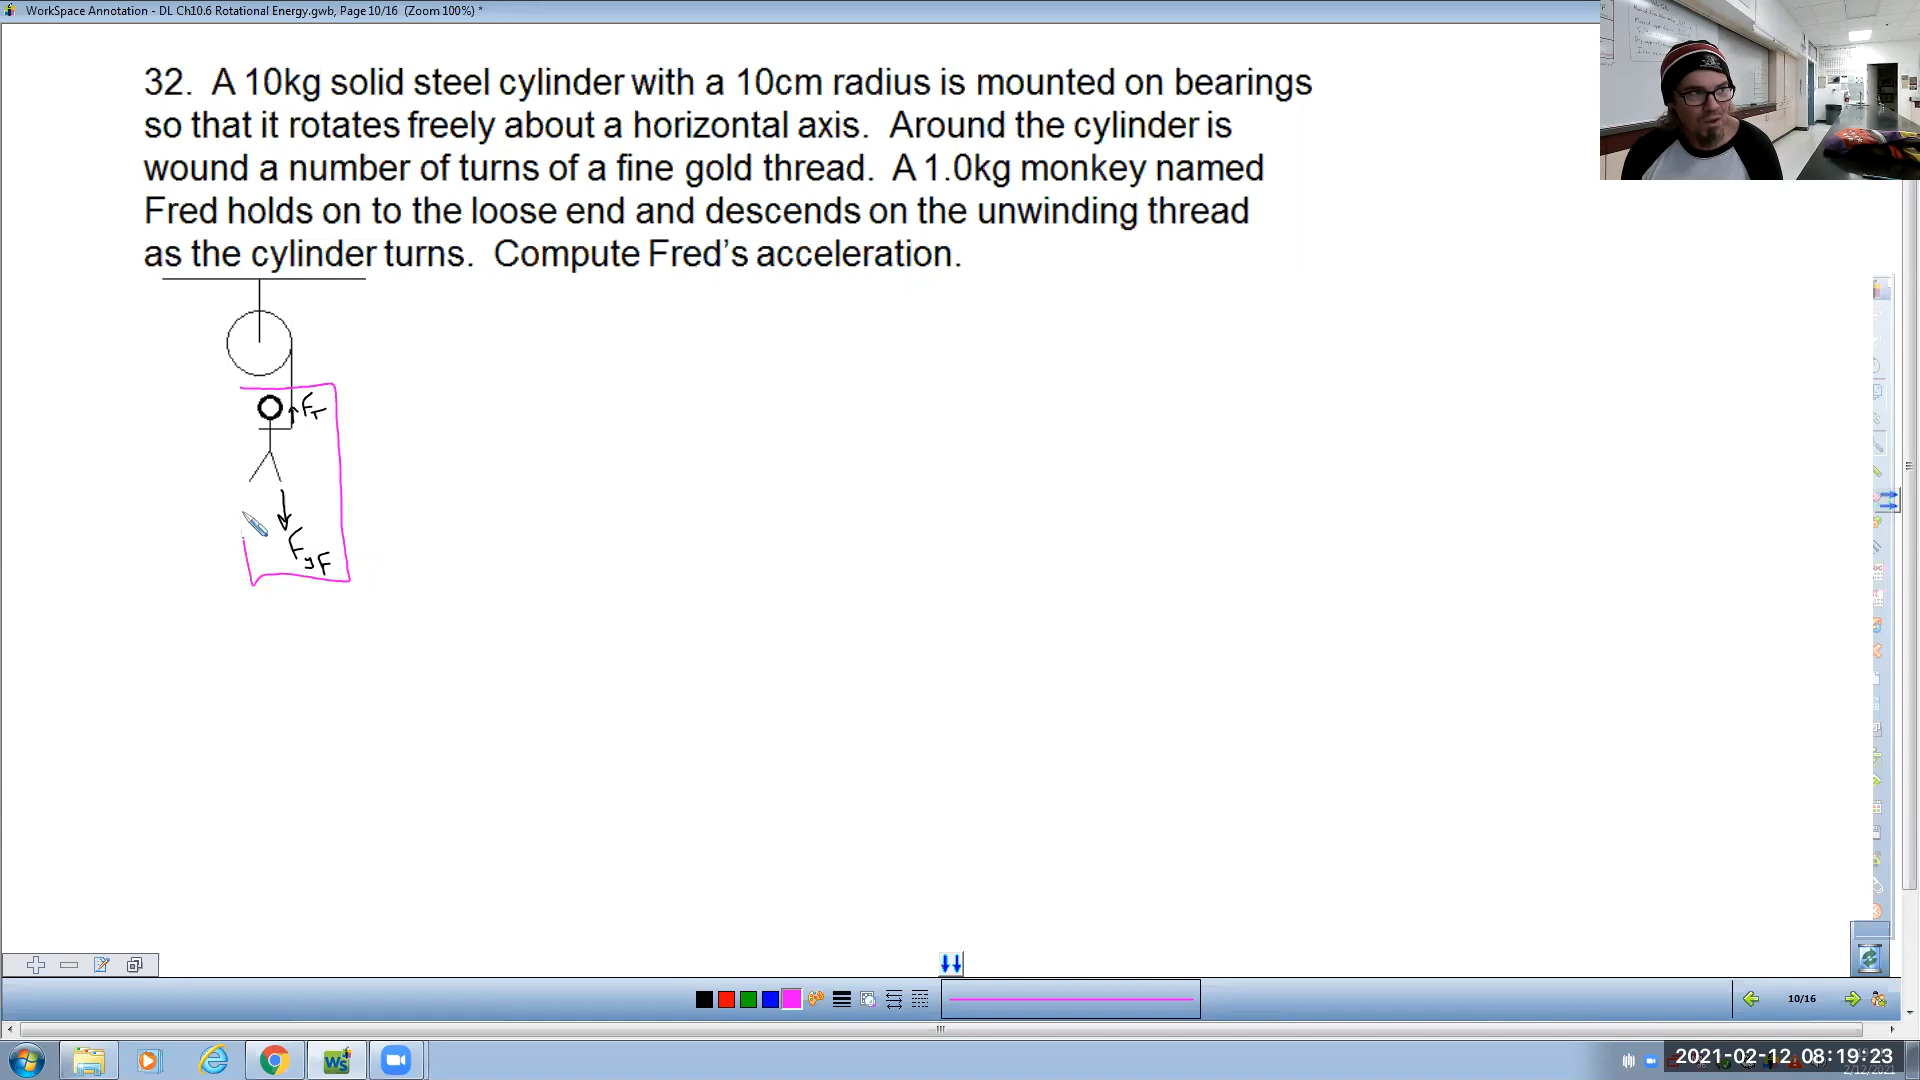 WorkSpace Annotation - DL Ch10.6 Rotational Energy.gwb, Page 10/16 (Zoom 100%) *
32. A 10kg solid steel cylinder with a 10cm radius is mounted on bearings
so that it rotates freely about a horizontal axis. Around the cylinder is
wound a number of turns of a fine gold thread. A 1.0kg monkey named
Fred holds on to the loose end and descends on the unwinding thread
as the cylinder turns. Compute Fred’s acceleration.
FT
FgF
10/16
WS
2021-02-12 08:19:23
2/12/2021